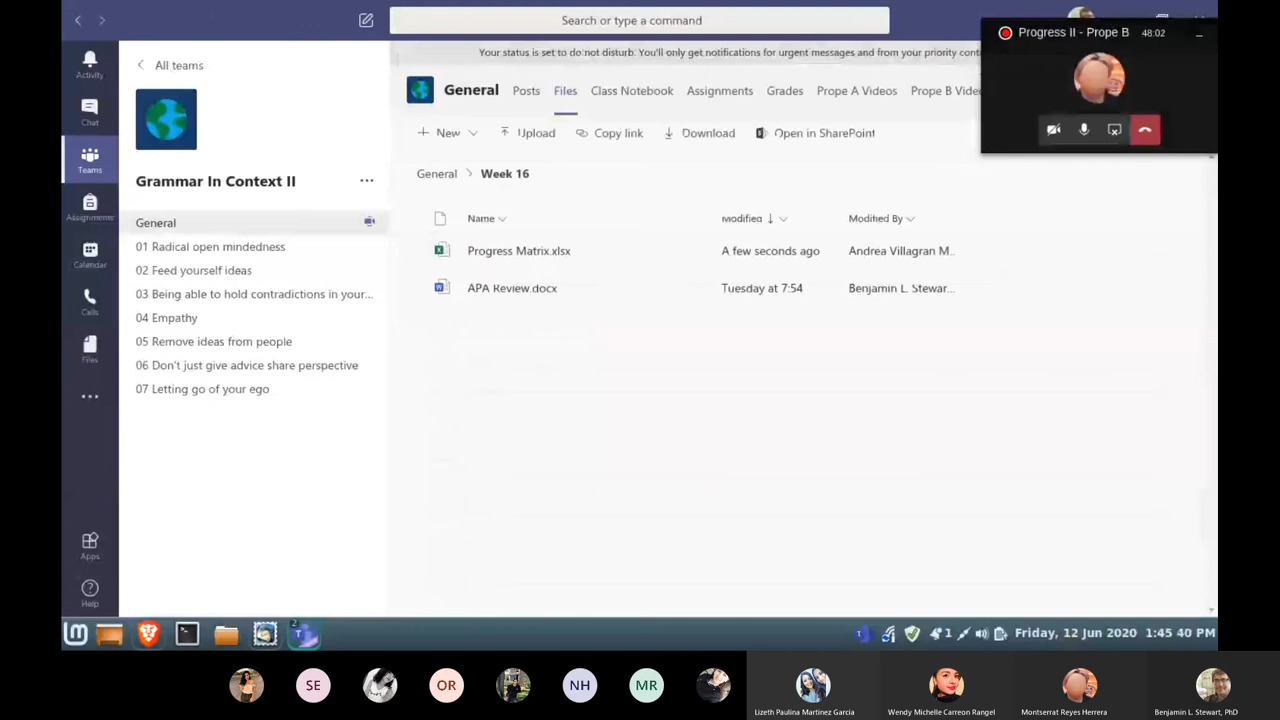 Search or type a command
Progress II - Prope B 48:02
Your status is set to do not disturb. You'll only get notifications for urgent messages and from your priority
Activity
Chat
Teams
Assignments
Calendar
Calls
Files
Apps
Help
All teams
Grammar In Context II
General
01 Radical open mindedness
02 Feed yourself ideas
03 Being able to hold contradictions in your...
04 Empathy
05 Remove ideas from people
06 Don't just give advice share perspective
07 Letting go of your ego
General Posts Files Class Notebook Assignments Grades Prope A Videos Prope B
New Upload Copy link Download Open in SharePoint
General > Week 16
Name Modified Modified By
Progress Matrix.xlsx A few seconds ago Andrea Villagran M..
APA Review.docx Tuesday at 7:54 Benjamin L. Stewar...
2
1 Friday, 12 Jun 2020 1:45 40 PM
SE OR NH MR
Lizeth Paulina Martinez Garcia Wendy Michelle Carreon Rangel Montserrat Reyes Herrera Benjamin L. Stewart, PhD